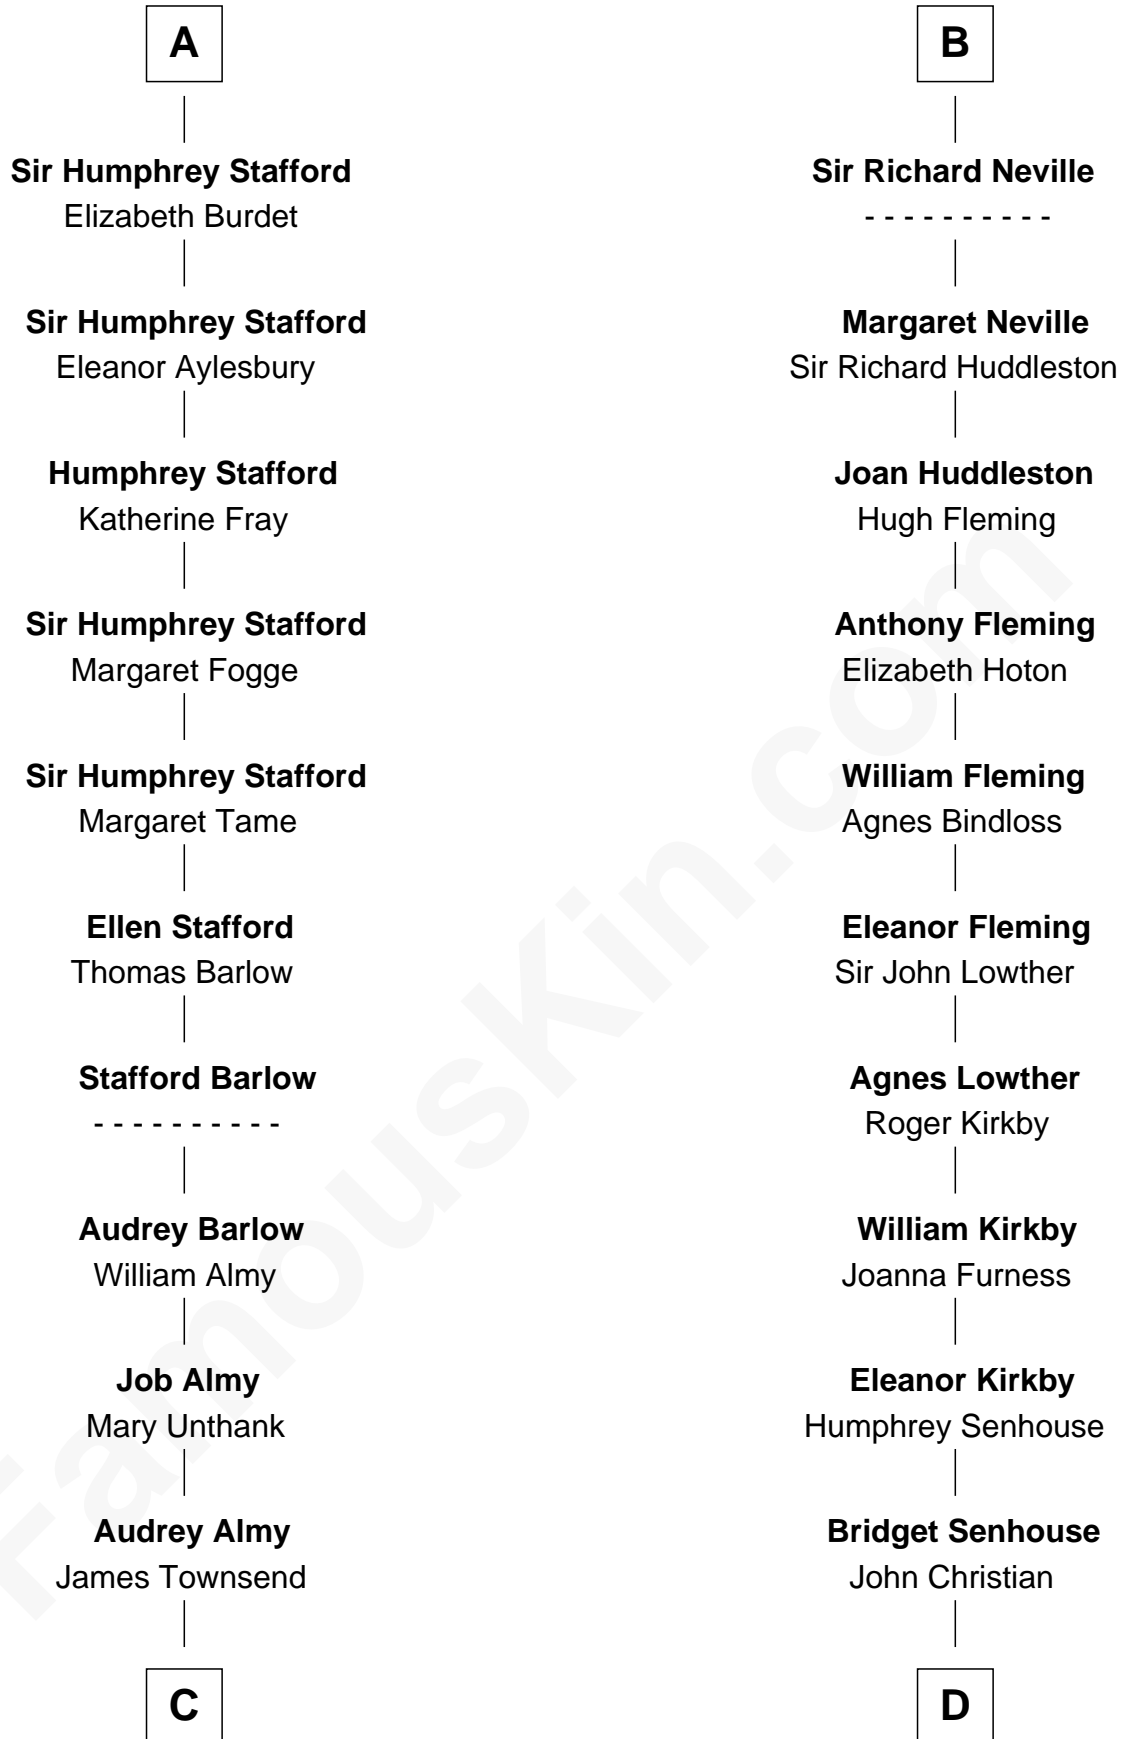 A
Sir Humphrey Stafford
Elizabeth Burdet
Sir Humphrey Stafford
Eleanor Aylesbury
Humphrey Stafford
Katherine Fray
Sir Humphrey Stafford
Margaret Fogge
Sir Humphrey Stafford
Margaret Tame
Ellen Stafford
Thomas Barlow
Stafford Barlow
- - - - - - - - - -
Audrey Barlow
William Almy
Job Almy
Mary Unthank
Audrey Almy
James Townsend
C
B
Sir Richard Neville
- - - - - - - - - -
Margaret Neville
Sir Richard Huddleston
Joan Huddleston
Hugh Fleming
Anthony Fleming
Elizabeth Hoton
William Fleming
Agnes Bindloss
Eleanor Fleming
Sir John Lowther
Agnes Lowther
Roger Kirkby
William Kirkby
Joanna Furness
Eleanor Kirkby
Humphrey Senhouse
Bridget Senhouse
John Christian
D
FamousKin.com